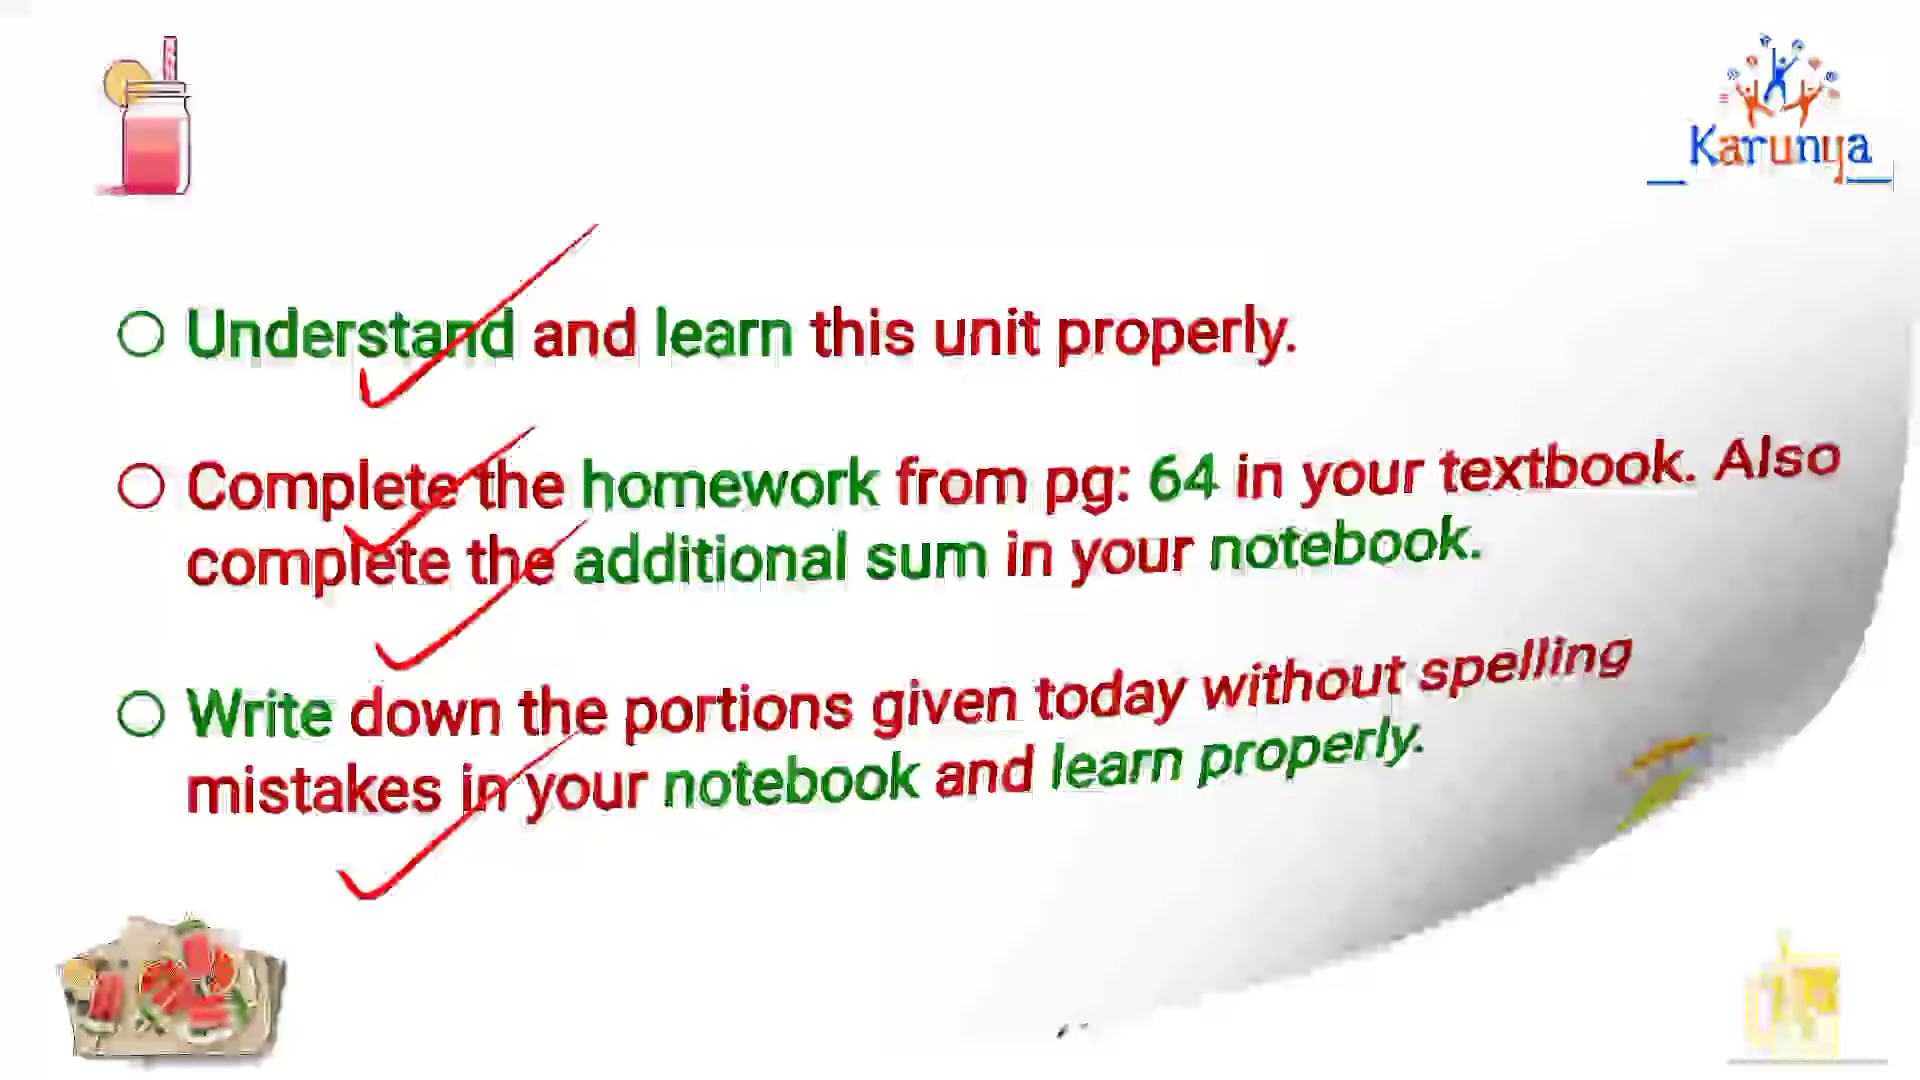 Karunya
Understand and learn this unit properly.
Complete the homework from pg: 64 in your textbook. Also
complete the additional sum in your notebook.
Write down the portions given today without spelling
mistakes in your notebook and learn properly.